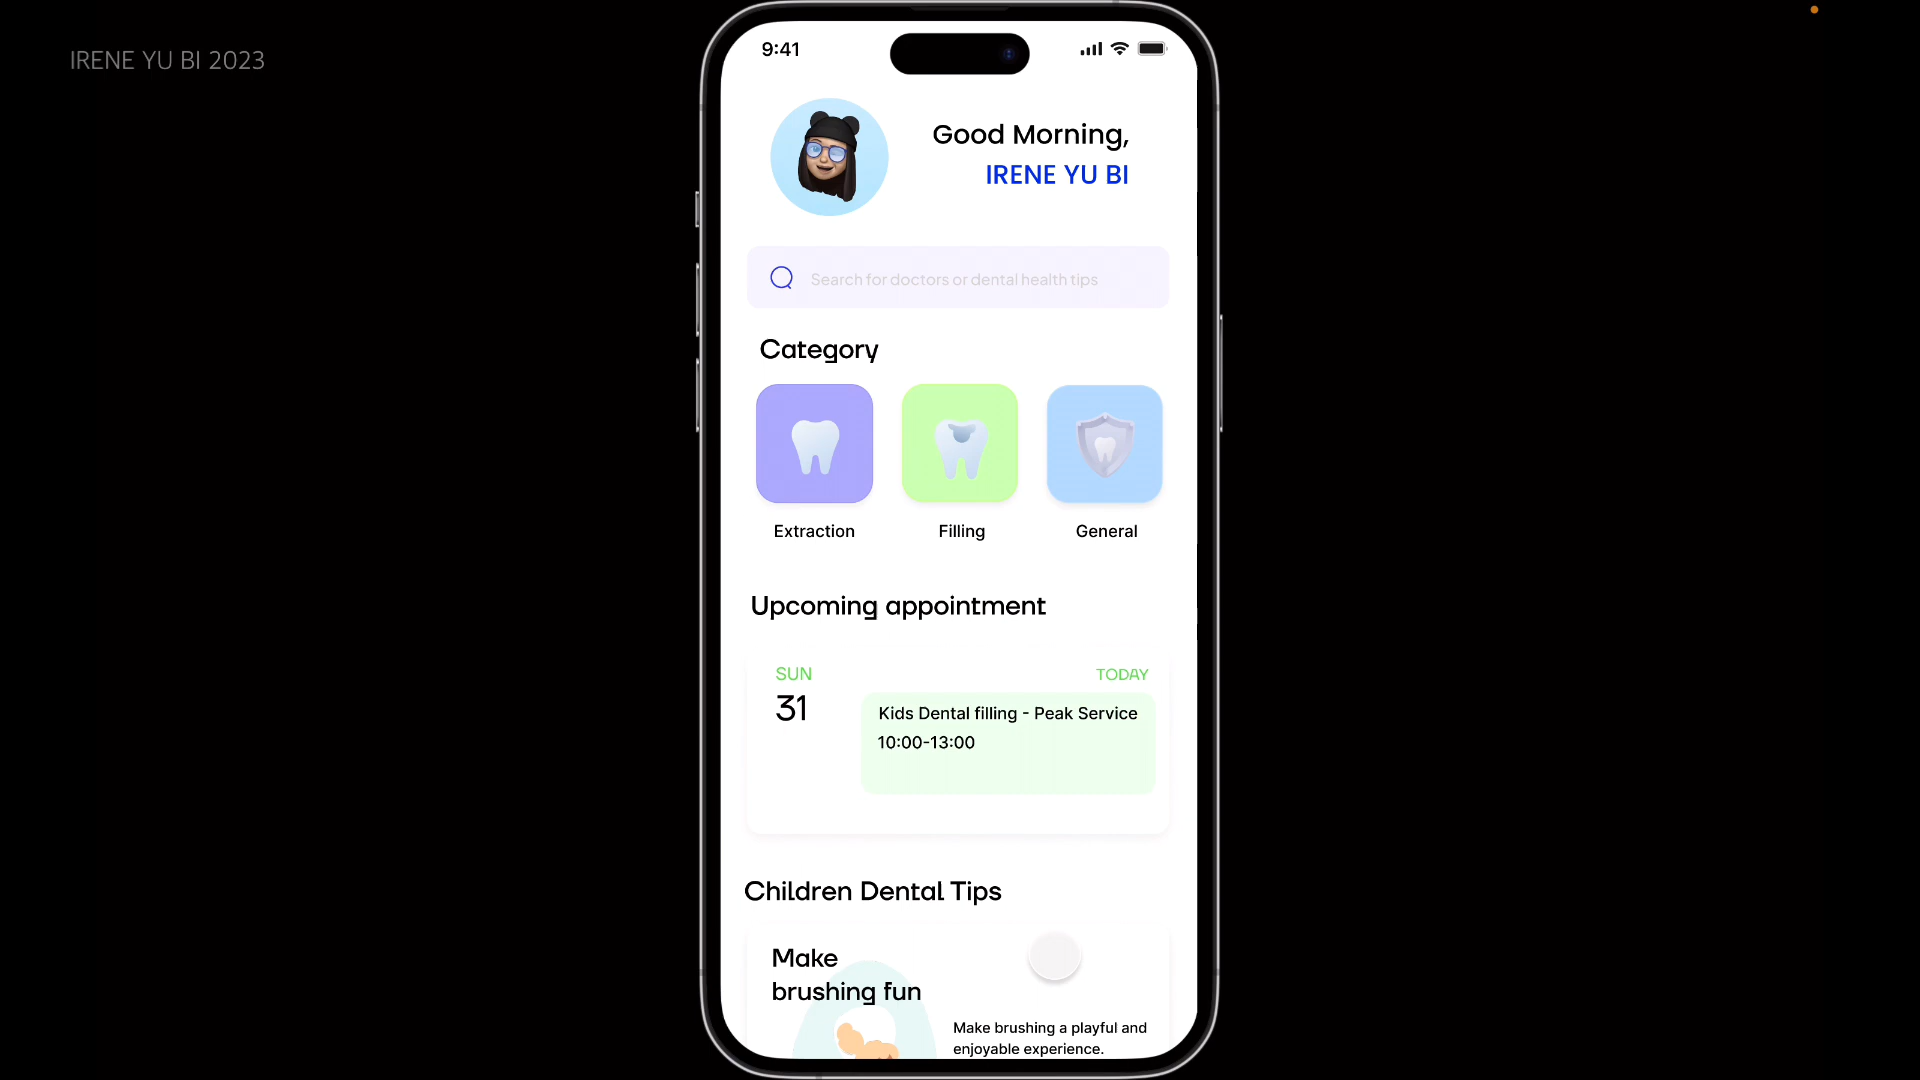 IRENE YU BI 2023
9:41
Good Morning,
IRENE YU BI
Search for doctors or dental health tips
Category
Extraction
Filling
General
Upcoming appointment
SUN
31
TODAY
Kids Dental filling - Peak Service
10:00-13:00
Children Dental Tips
Make
brushing fun
Make brushing a playful and
enjoyable experience.